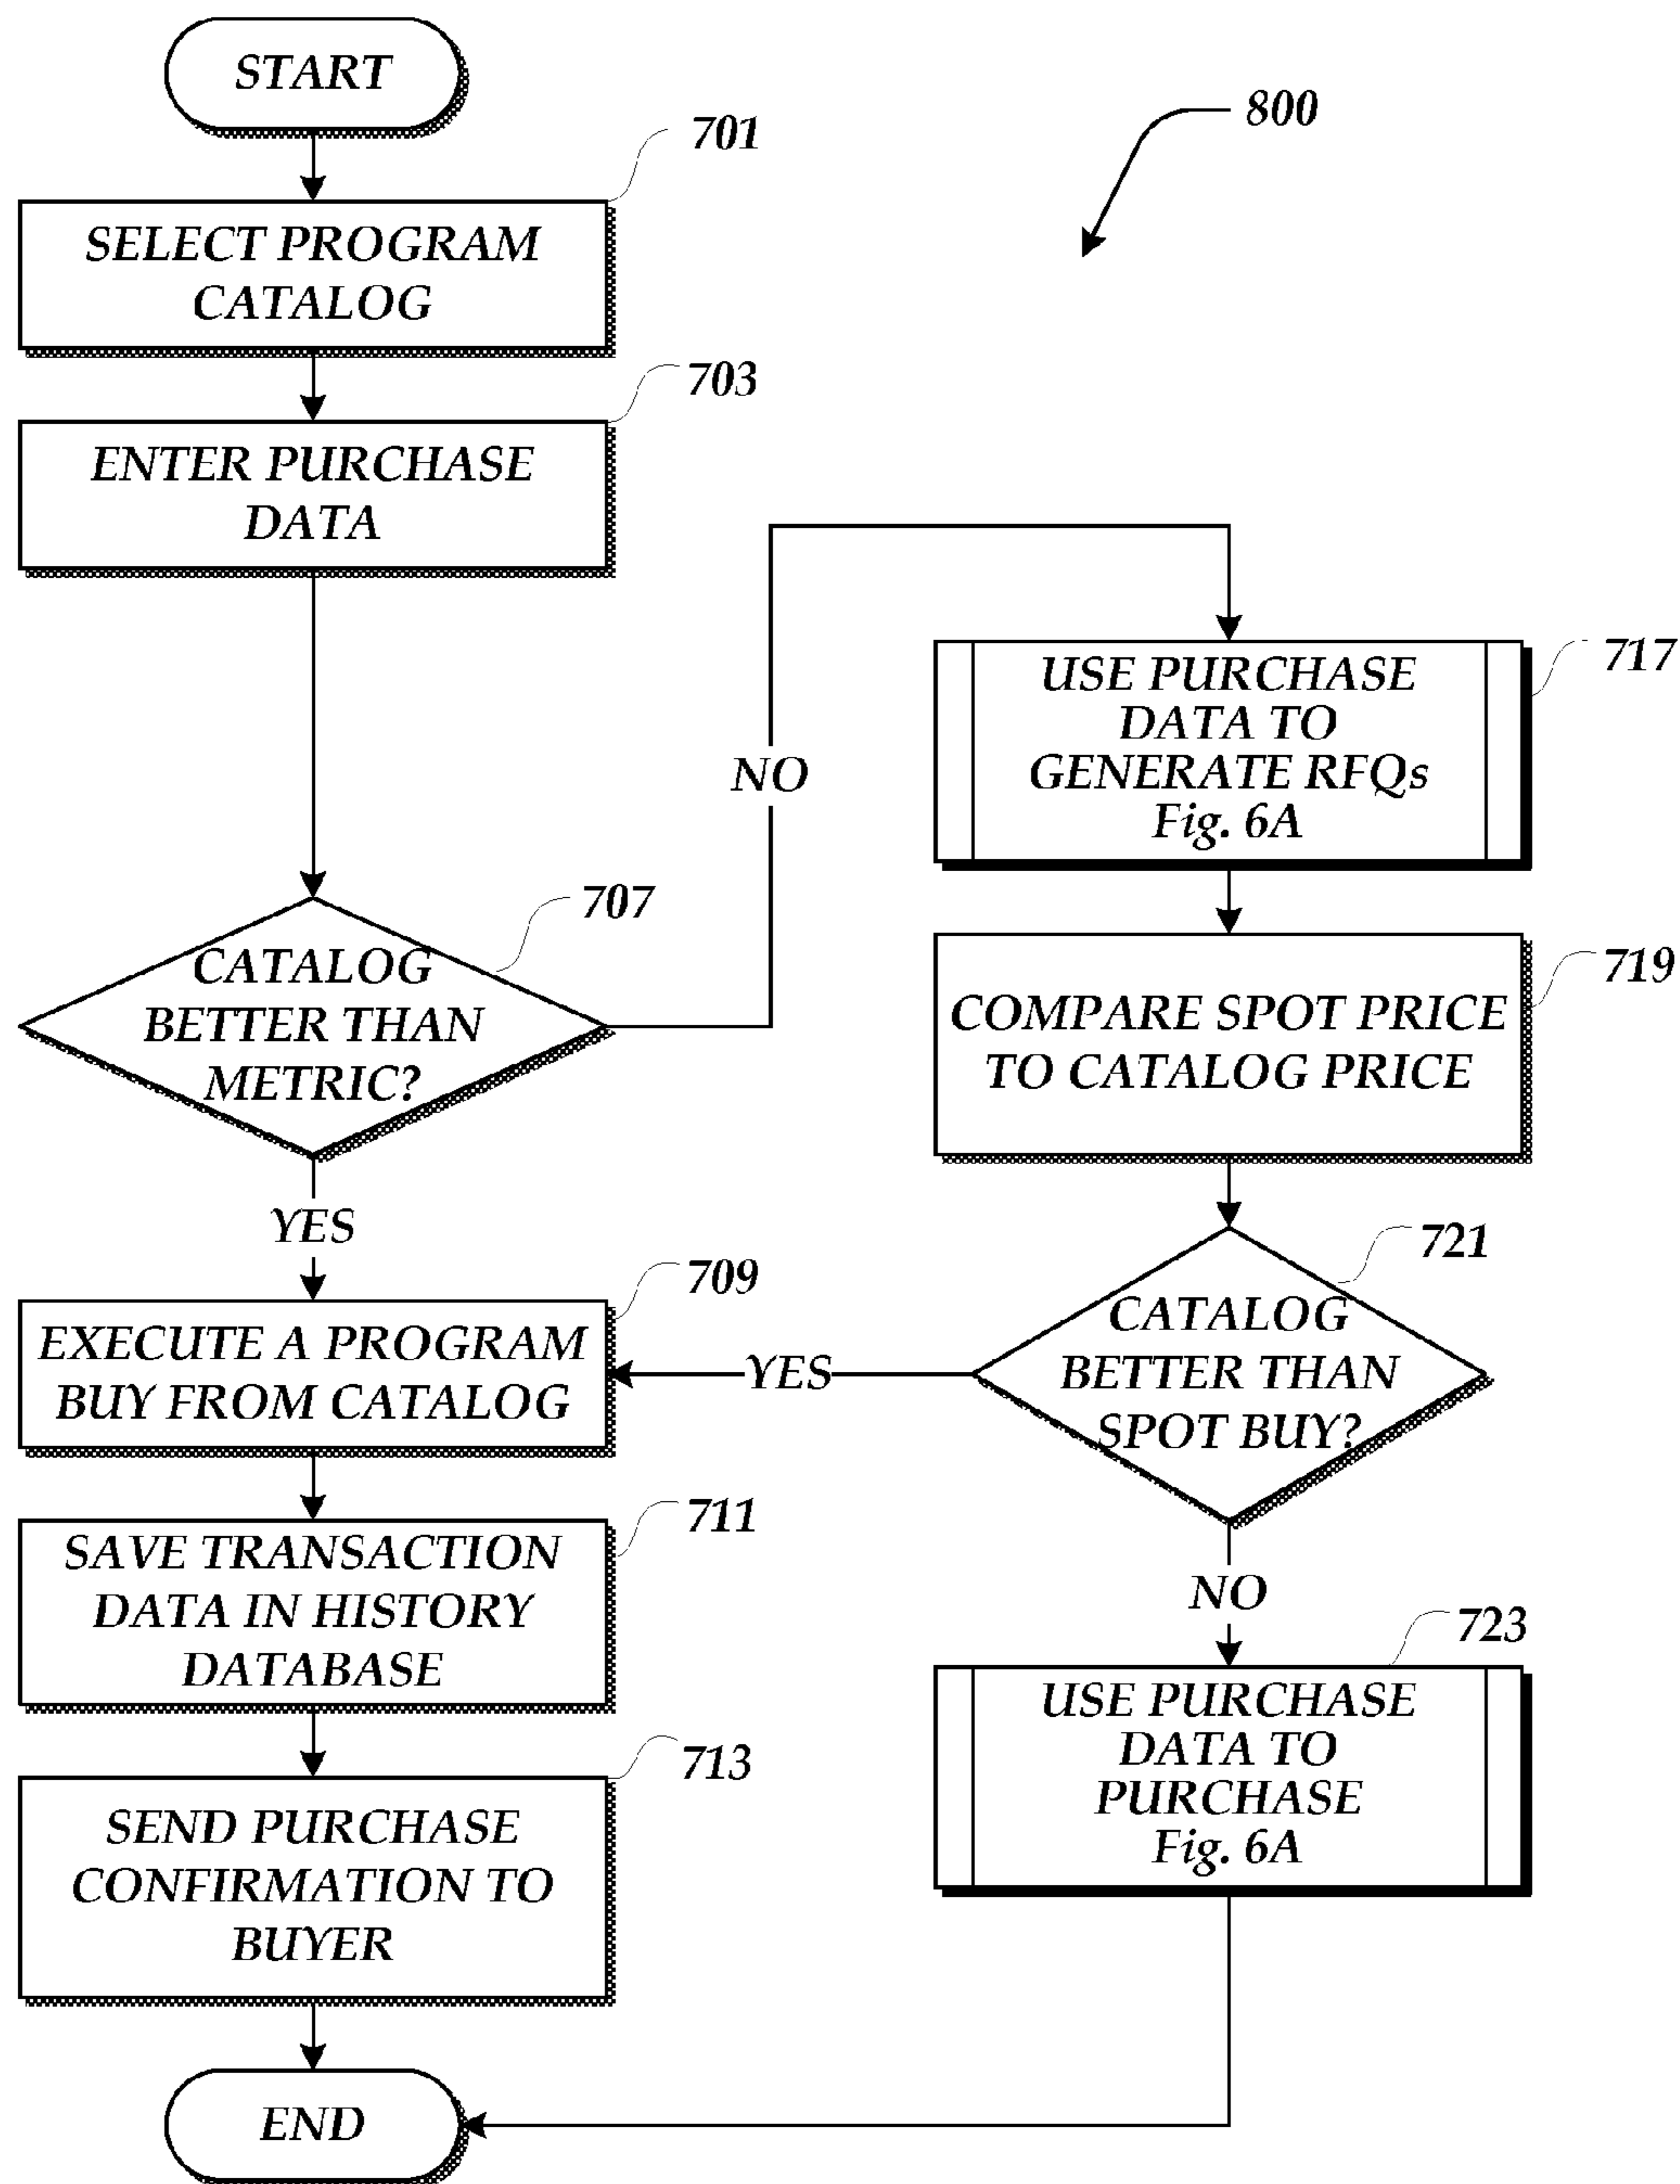 START
800
701
SELECT PROGRAM
CATALOG
703
ENTER PURCHASE
DATA
NO
717
USE PURCHASE
DATA TO
GENERATE RFQs
Fig. 6A
707
CATALOG
BETTER THAN
METRIC?
719
COMPARE SPOT PRICE
TO CATALOG PRICE
YES
721
CATALOG
BETTER THAN
SPOT BUY?
709
EXECUTE A PROGRAM
BUY FROM CATALOG
YES
711
SAVE TRANSACTION
DATA IN HISTORY
DATABASE
NO
723
USE PURCHASE
DATA TO
PURCHASE
Fig. 6A
713
SEND PURCHASE
CONFIRMATION TO
BUYER
END